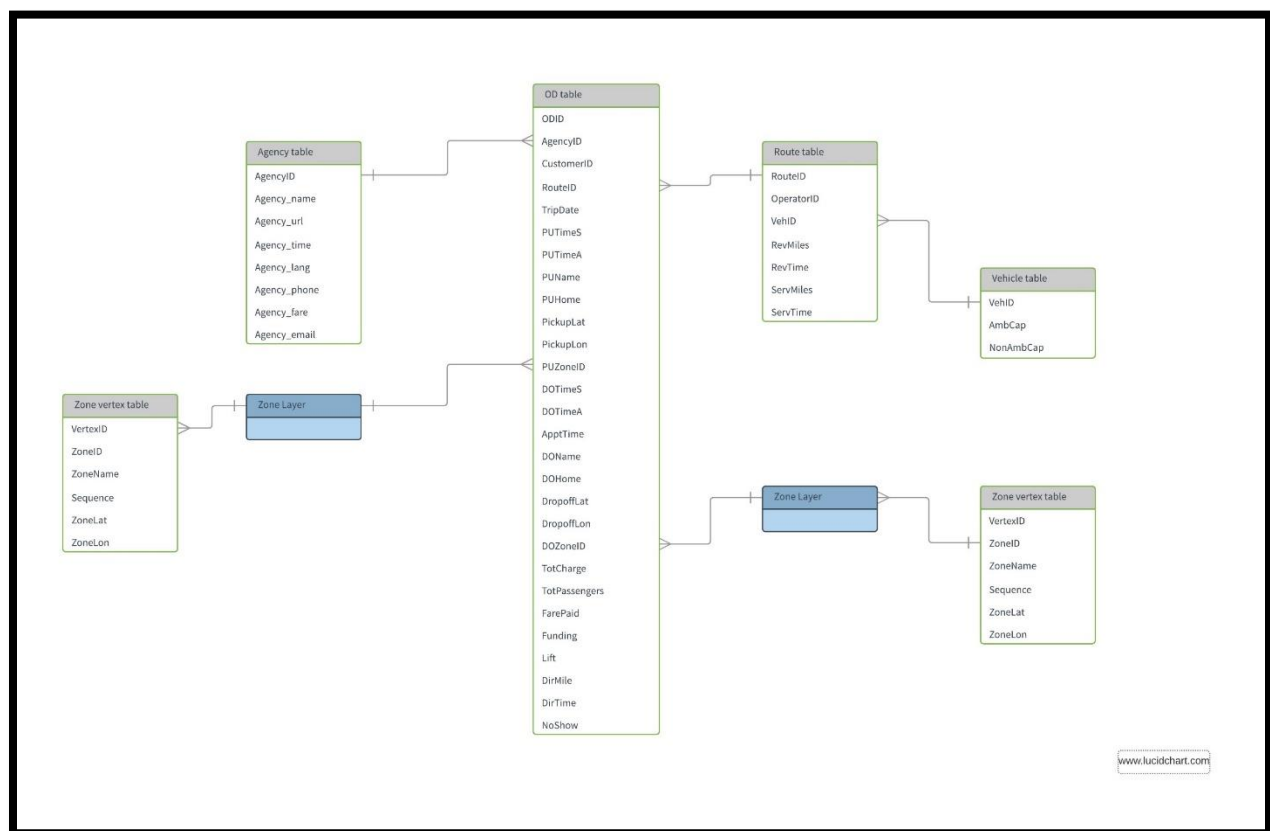 OD table
ODID
AgencyID
CustomerID
RouteID
TripDate
PUTimeS
PUTimeA
PUName
PUHome
PickupLat
PickupLon
PUZoneID
DOTimeS
DOTimeA
ApptTime
DOName
DOHome
DropoffLat
DropoffLon
DOZoneID
TotCharge
TotPassengers
FarePaid
Funding
Lift
DirMile
DirTime
NoShow
Agency table
AgencyID
Agency_name
Agency_url
Agency_time
Agency_lang
Agency_phone
Agency_fare
Agency_email
Route table
RouteID
OperatorID
VehID
RevMiles
RevTime
ServMiles
ServTime
Vehicle table
VehID
AmbCap
NonAmbCap
Zone vertex table
VertexID
ZoneID
ZoneName
Sequence
ZoneLat
ZoneLon
Zone Layer
Zone Layer
Zone vertex table
VertexID
ZoneID
ZoneName
Sequence
ZoneLat
ZoneLon
www.lucidchart.com